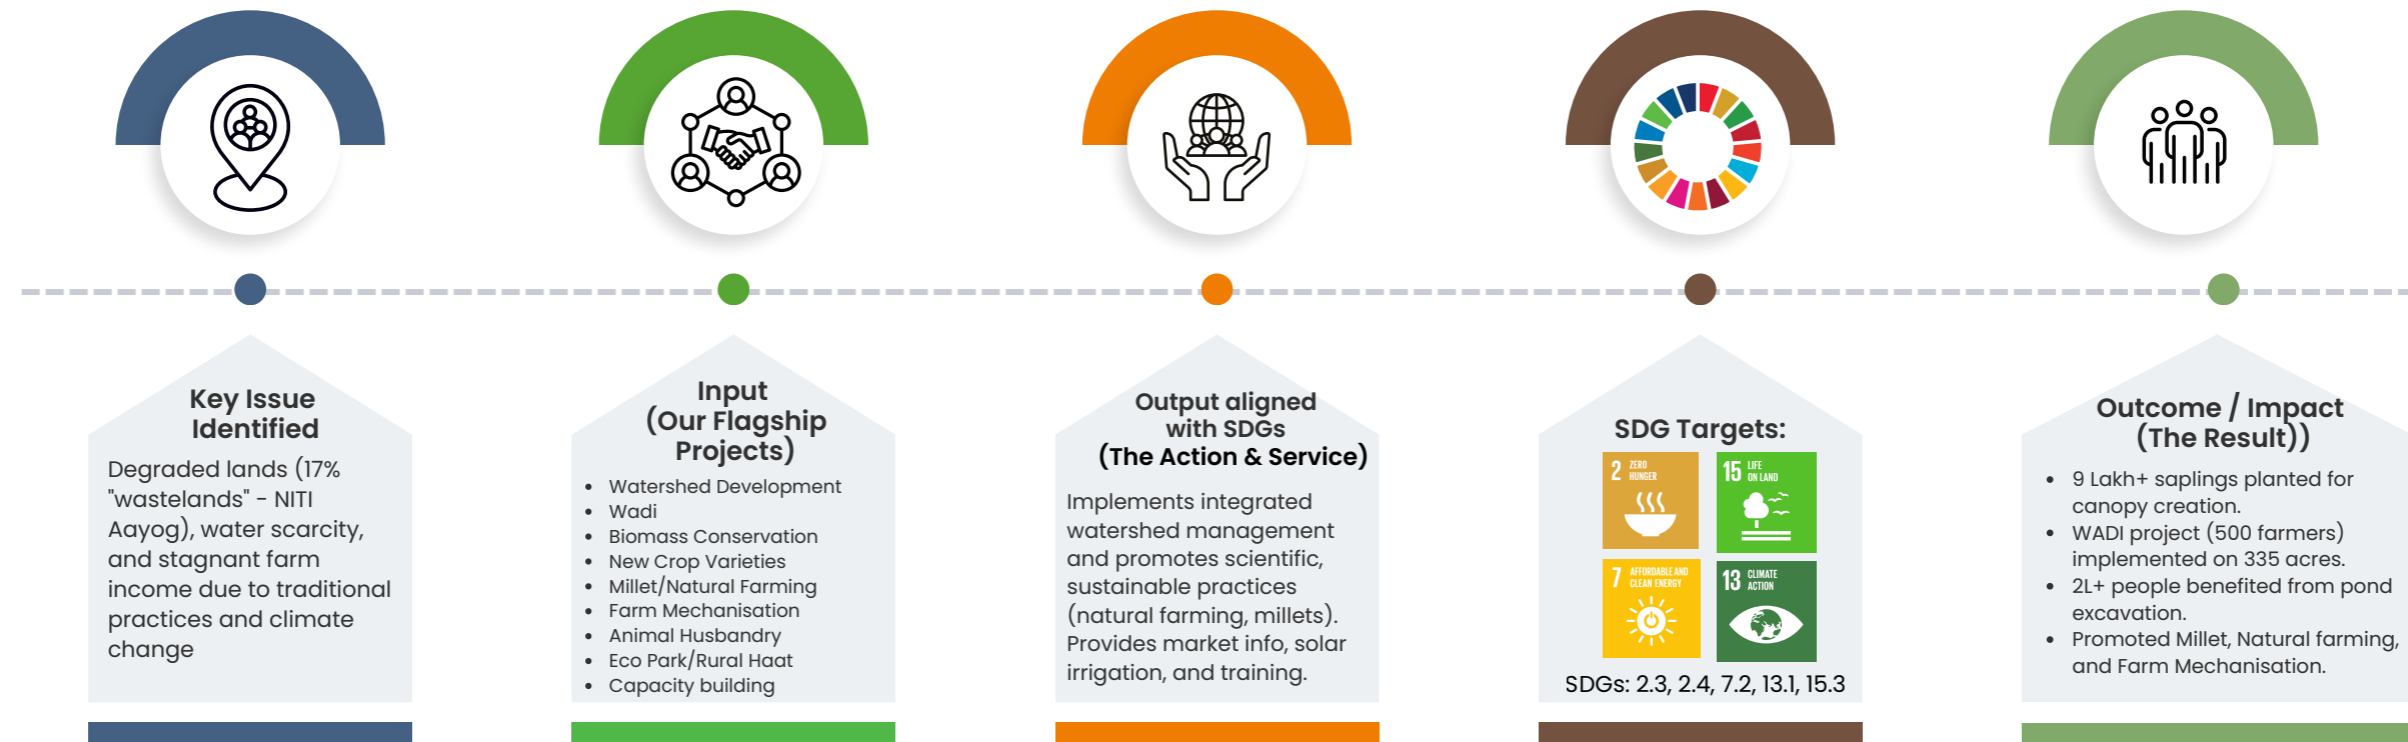 Key Issue
Identified
Degraded lands (17%
"wastelands" - NITI
Aayog), water scarcity,
and stagnant farm
income due to traditional
practices and climate
change
Input
(Our Flagship
Projects)
• Watershed Development
• Wadi
• Biomass Conservation
• New Crop Varieties
• Millet/Natural Farming
• Farm Mechanisation
• Animal Husbandry
• Eco Park/Rural Haat
• Capacity building
Output aligned
with SDGs
(The Action & Service)
Implements integrated
watershed management
and promotes scientific,
sustainable practices
(natural farming, millets).
Provides market info, solar
irrigation, and training.
SDG Targets:
2 ZERO
HUNGER
15 LIFE
ON LAND
7 AFFORDABLE AND
CLEAN ENERGY
13 CLIMATE
ACTION
SDGs: 2.3, 2.4, 7.2, 13.1, 15.3
Outcome / Impact
(The Result))
• 9 Lakh+ saplings planted for
canopy creation.
• WADI project (500 farmers)
implemented on 335 acres.
• 2L+ people benefited from pond
excavation.
• Promoted Millet, Natural farming,
and Farm Mechanisation.